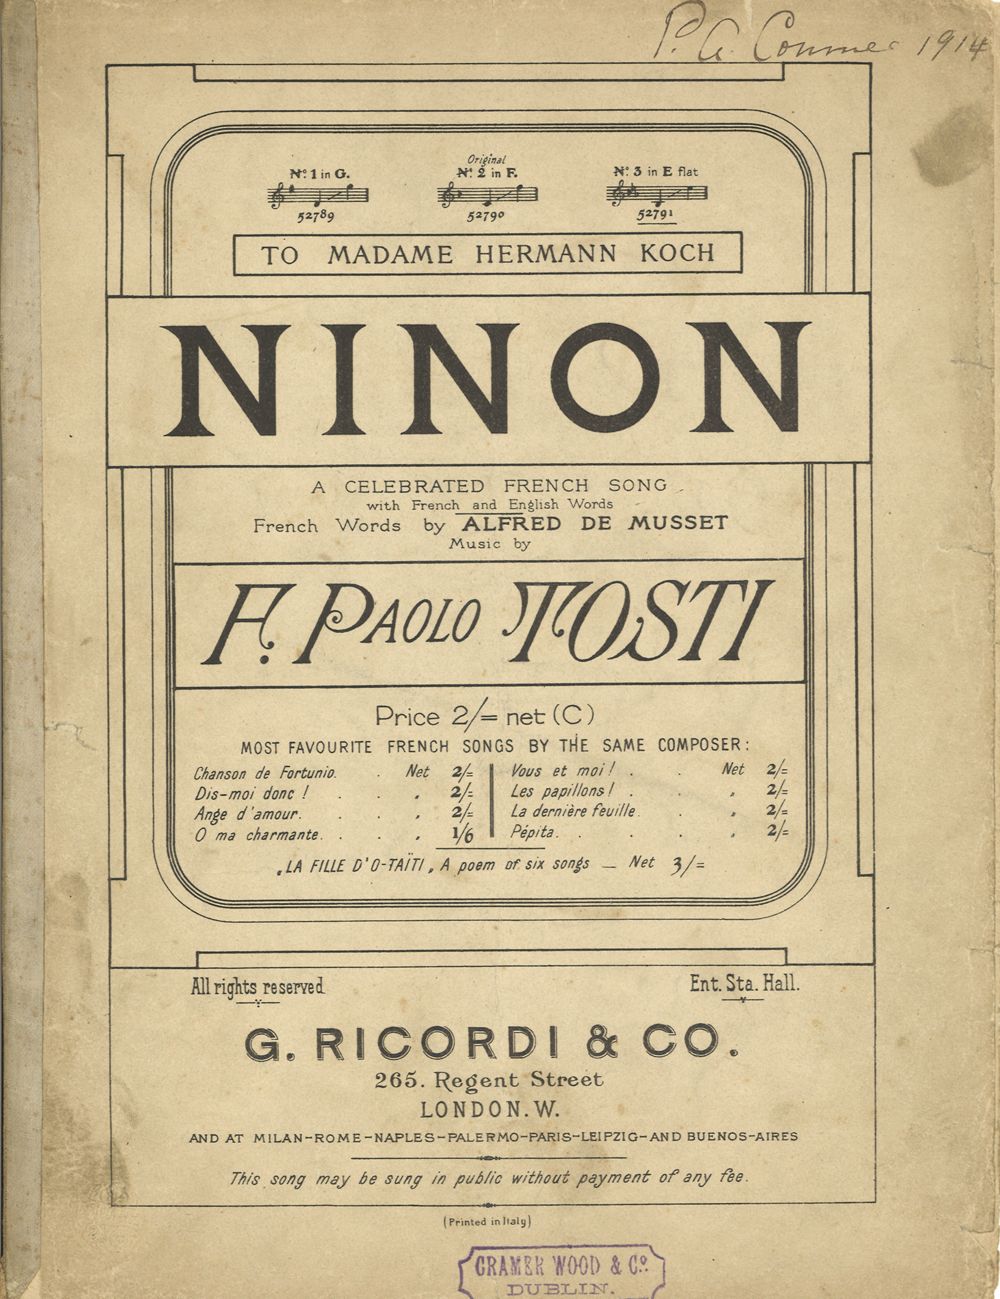 P. A. 1914
Original
No. 1 in G. No. 2 in F. No. 3 in E flat
52789 52790 52791
TO MADAME HERMANN KOCH
NINON
A CELEBRATED FRENCH SONG
with French and English Words
French Words by ALFRED DE MUSSET
Music by
F. PAOLO TOSTI
Price 2/= net (C)
MOST FAVOURITE FRENCH SONGS BY THE SAME COMPOSER:
Chanson de Fortunio. . Net 2/=
Dis-moi donc ! . . „ 2/=
Ange d'amour. . . „ 2/=
O ma charmante. . . „ 1/6
Vous et moi! . . Net 2/=
Les papillons! . . „ 2/=
La dernière feuille. . „ 2/=
Pépita. . . „ 2/=
„LA FILLE D'O-TAÏTI„ A poem of six songs — Net 3/=
All rights reserved Ent. Sta. Hall.
G. RICORDI & CO.
265. Regent Street
LONDON. W.
AND AT MILAN-ROME-NAPLES-PALERMO-PARIS-LEIPZIG-AND BUENOS-AIRES
This song may be sung in public without payment of any fee.
(Printed in Italy)
CRAMER WOOD & Co.
DUBLIN.